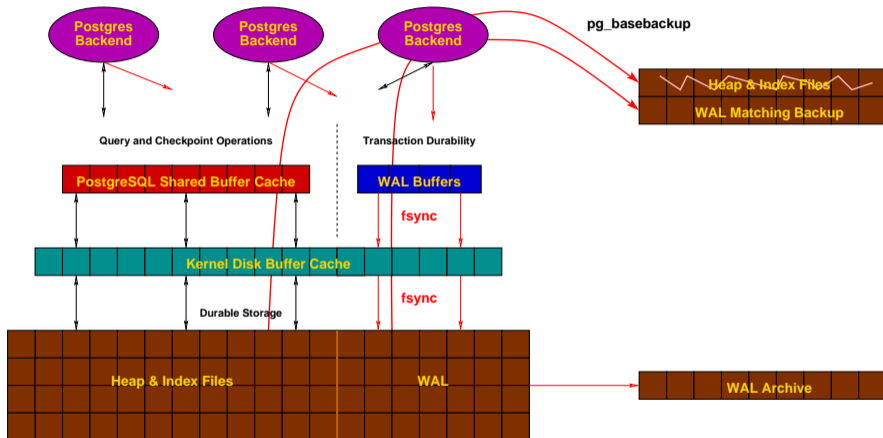 Postgres
Backend
Postgres
Backend
Postgres
Backend
pg_basebackup
Heap & Index Files
WAL Matching Backup
Query and Checkpoint Operations
Transaction Durability
PostgreSQL Shared Buffer Cache
WAL Buffers
fsync
Kernel Disk Buffer Cache
fsync
Durable Storage
Heap & Index Files
WAL
WAL Archive